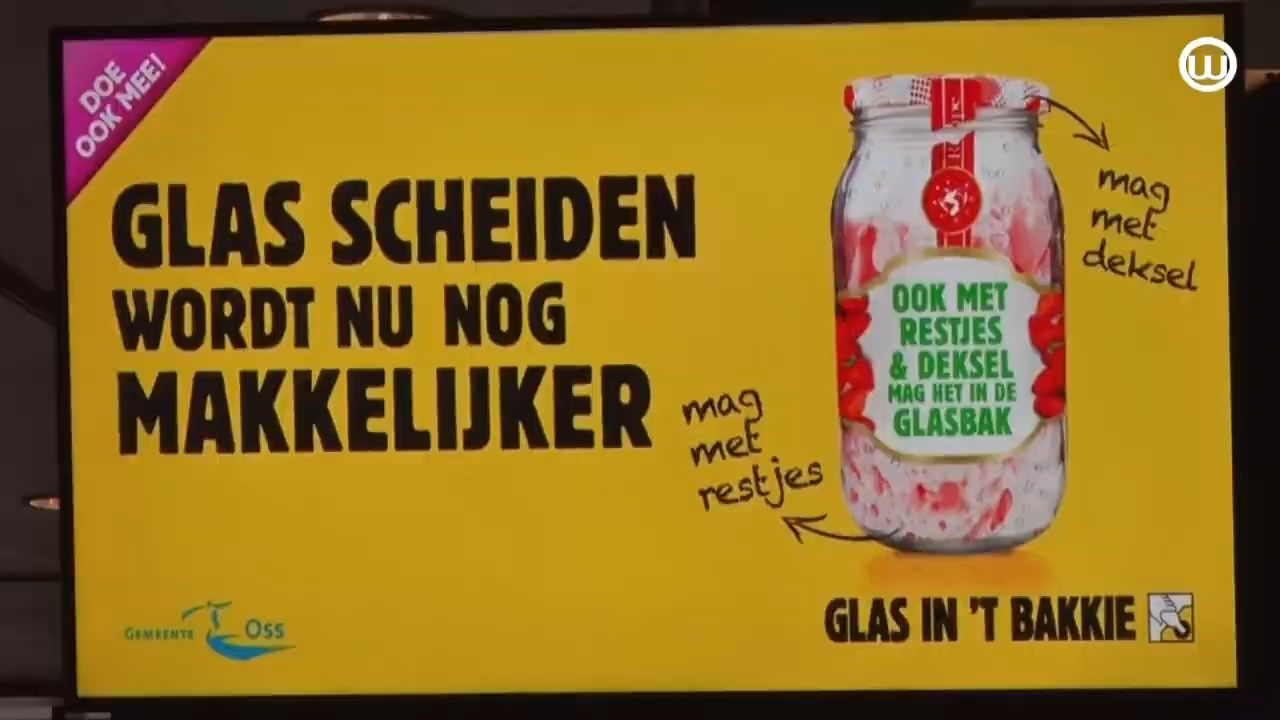 DOE
OOK MEE!
GLAS SCHEIDEN
WORDT NU NOG
MAKKELIJKER
mag
met
deksel
OOK MET
RESTJES
& DEKSEL
MAG HET IN DE
GLASBAK
mag
met
restjes
GEMEENTE OSS
GLAS IN 'T BAKKIE
W